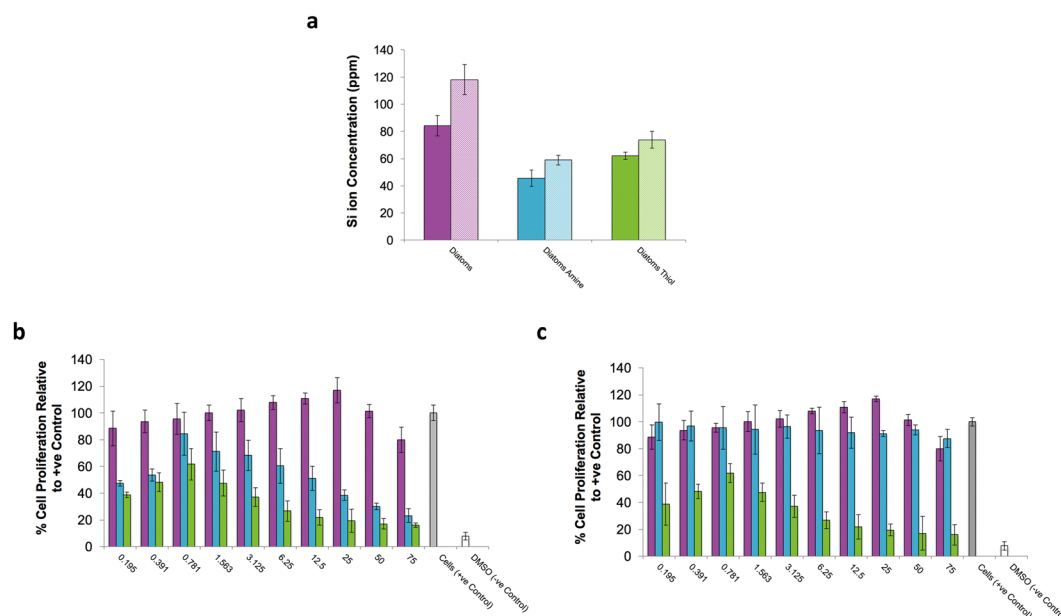 a
Si ion Concentration (ppm)
140
120
100
80
60
40
20
0
Diatoms
Diatoms Amine
Diatoms Thiol
b
% Cell Proliferation Relative
to +ve Control
140
120
100
80
60
40
20
0
0.195
0.391
0.781
1.563
3.125
6.25
12.5
25
50
75
Cells (+ve Control)
DMSO (-ve Control)
c
% Cell Proliferation Relative
to +ve Control
140
120
100
80
60
40
20
0
0.195
0.391
0.781
1.563
3.125
6.25
12.5
25
50
75
Cells (+ve Control)
DMSO (-ve Control)